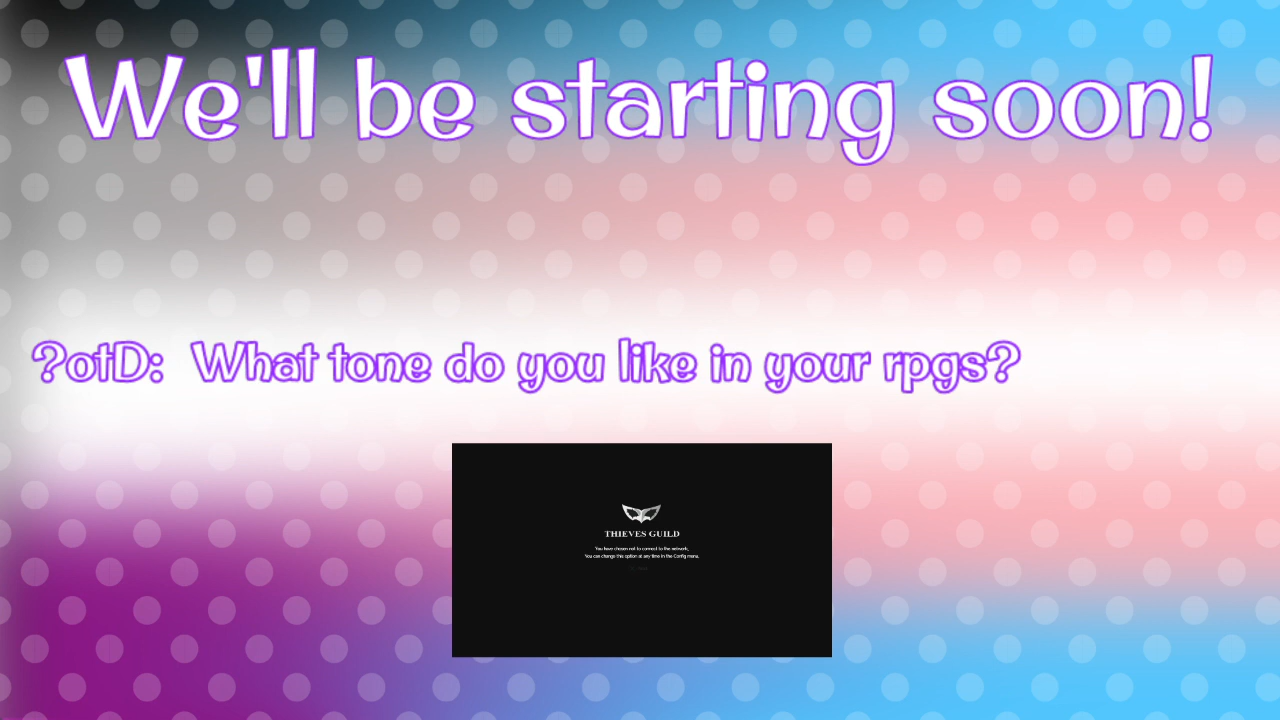 We'll be starting soon!
?otD: What tone do you like in your rpgs?
THIEVES GUILD
You have chosen not to connect to the network.
You can change this option at any time in the Config menu.